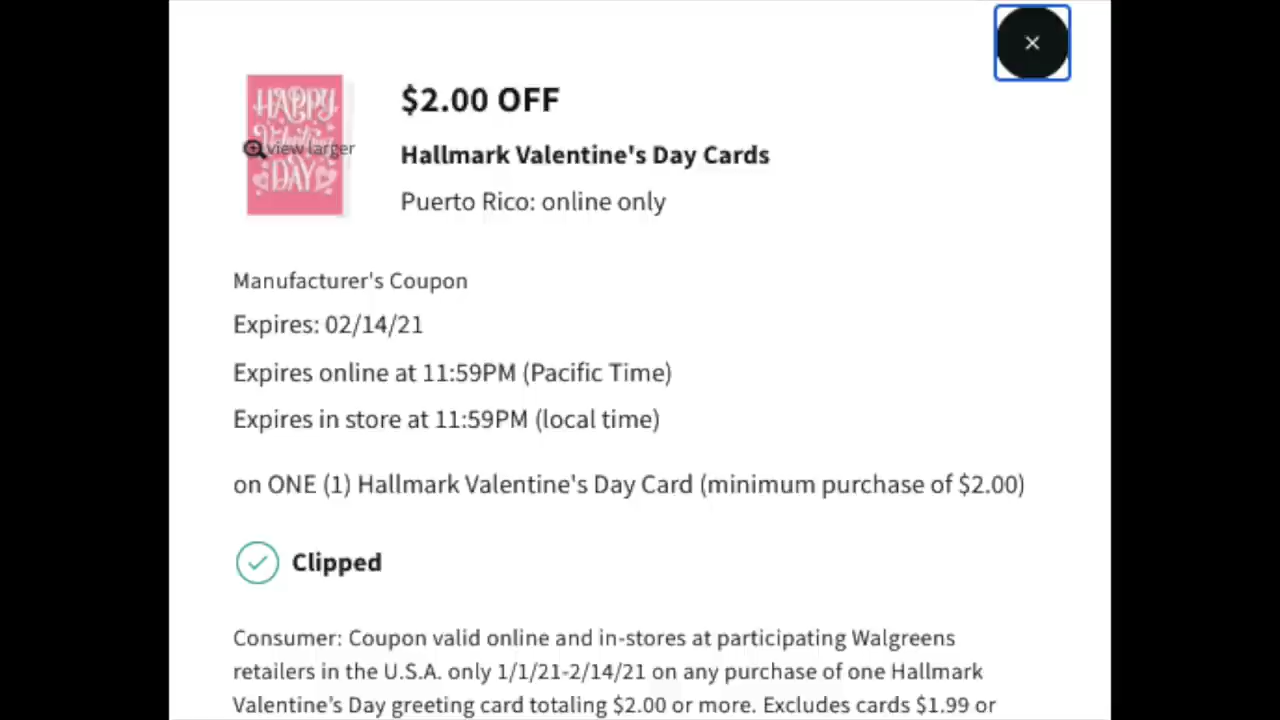 $2.00 OFF
HAPPY
Valentine's
DAY
view larger
Hallmark Valentine's Day Cards
Puerto Rico: online only
Manufacturer's Coupon
Expires: 02/14/21
Expires online at 11:59PM (Pacific Time)
Expires in store at 11:59PM (local time)
on ONE (1) Hallmark Valentine's Day Card (minimum purchase of $2.00)
Clipped
Consumer: Coupon valid online and in-stores at participating Walgreens
retailers in the U.S.A. only 1/1/21-2/14/21 on any purchase of one Hallmark
Valentine’s Day greeting card totaling $2.00 or more. Excludes cards $1.99 or